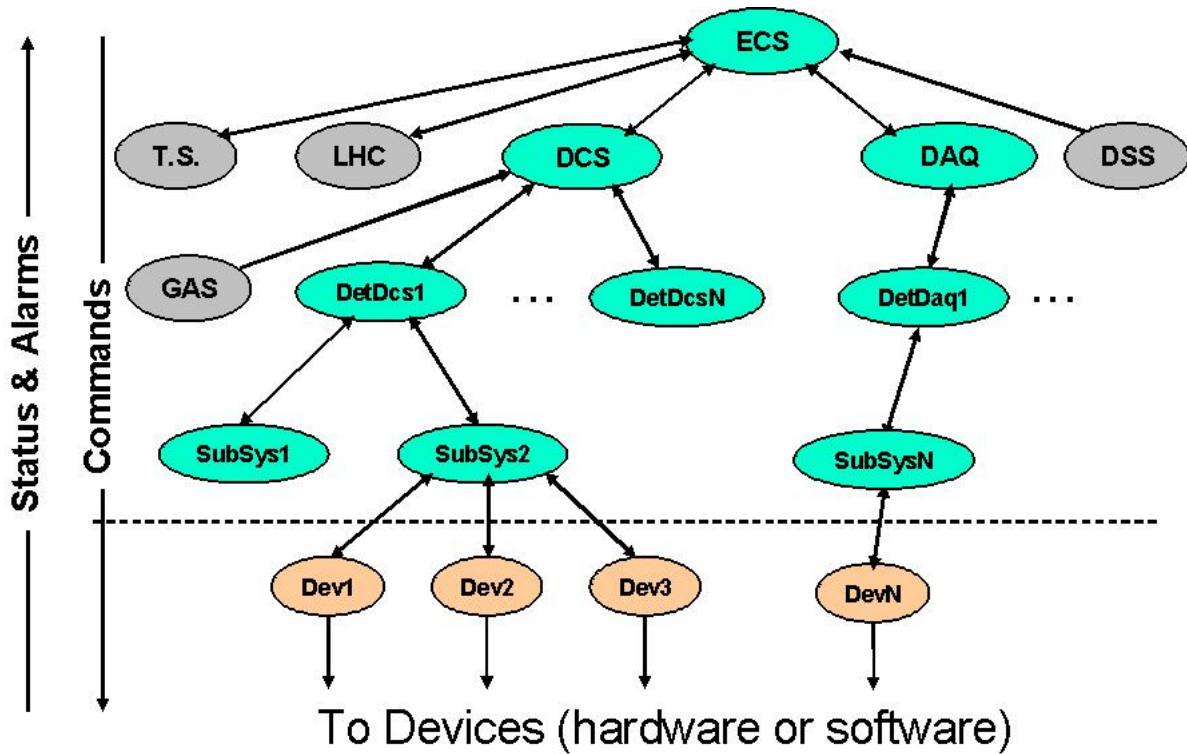 ECS
T.S.
LHC
DCS
DAQ
DSS
GAS
DetDcs1
...
DetDcsN
DetDaq1
...
Status & Alarms
Commands
SubSys1
SubSys2
SubSysN
Dev1
Dev2
Dev3
DevN
To Devices (hardware or software)